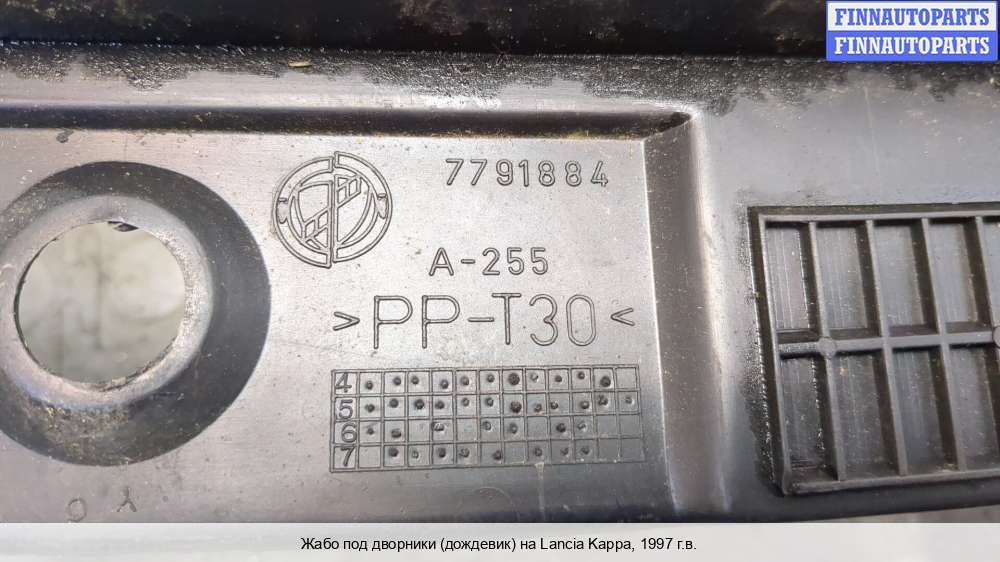 FINNAUTOPARTS
FINNAUTOPARTS
7791884
A-255
>PP-T30<
4
5
6
7
Жабо под дворники (дождевик) на Lancia Kappa, 1997 г.в.